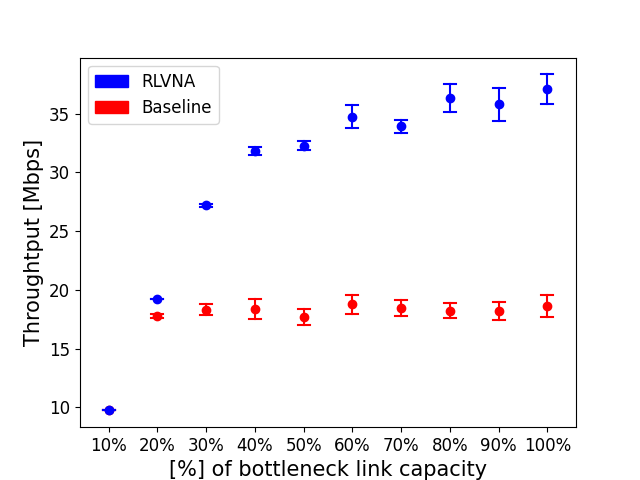 RLVNA
Baseline
Throughtput [Mbps]
35
30
25
20
15
10
10% 20% 30% 40% 50% 60% 70% 80% 90% 100%
[%] of bottleneck link capacity